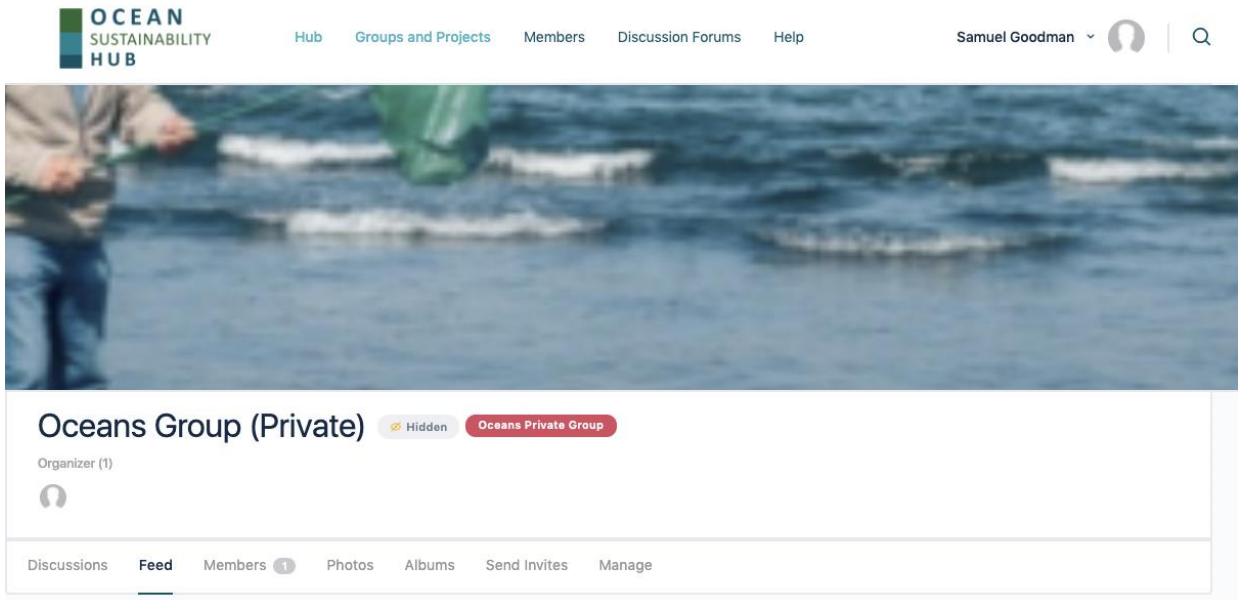 OCEAN
SUSTAINABILITY
HUB
Hub Groups and Projects Members Discussion Forums Help Samuel Goodman
Oceans Group (Private) Hidden Oceans Private Group
Organizer (1)
Discussions Feed Members 1 Photos Albums Send Invites Manage